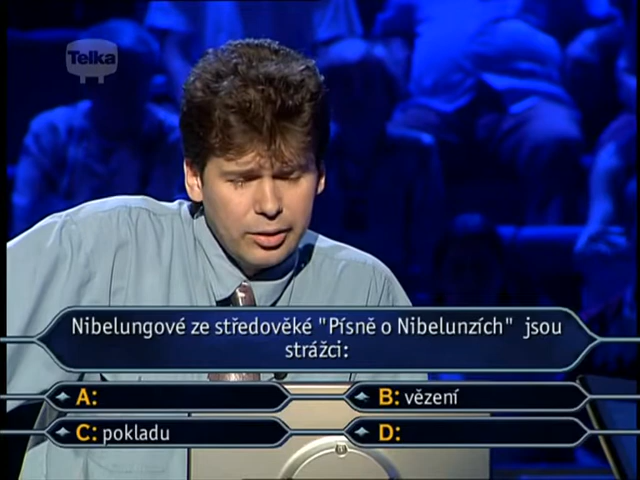 Telka
Nibelungové ze středověké "Písně o Nibelunzích" jsou
strážci:
A:
B: vězení
C: pokladu
D: